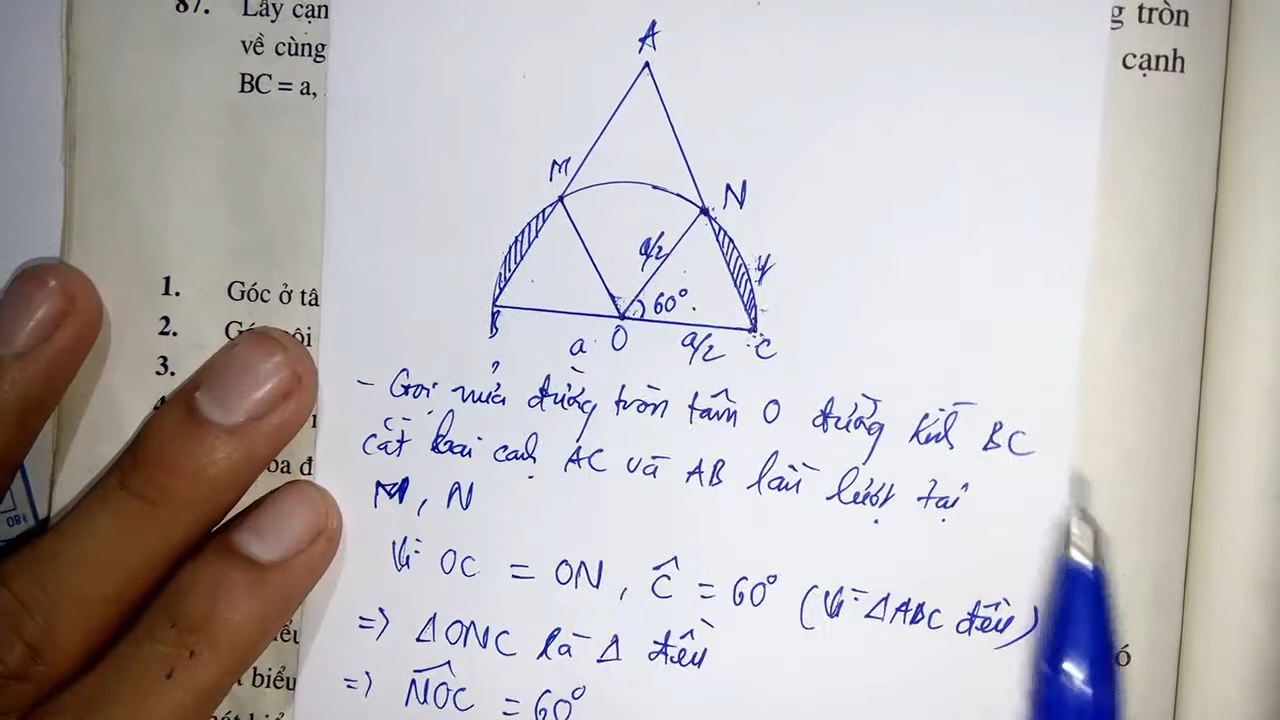 87. Lấy cạn
g tròn
về cùng
cạnh
BC = a,
A
M
N
a/2
y
60°.
B
a O a/2 C
1. Góc ở tâ
2.
3.
- Gọi nửa đường tròn tâm O đường kính BC
cắt hai cạnh AC và AB lần lượt tại
M, N
Vì OC = ON, Ĉ = 60° (Vì ΔABC đều)
=> ΔONC là Δ đều
=> NOC = 60°
biểu
ó